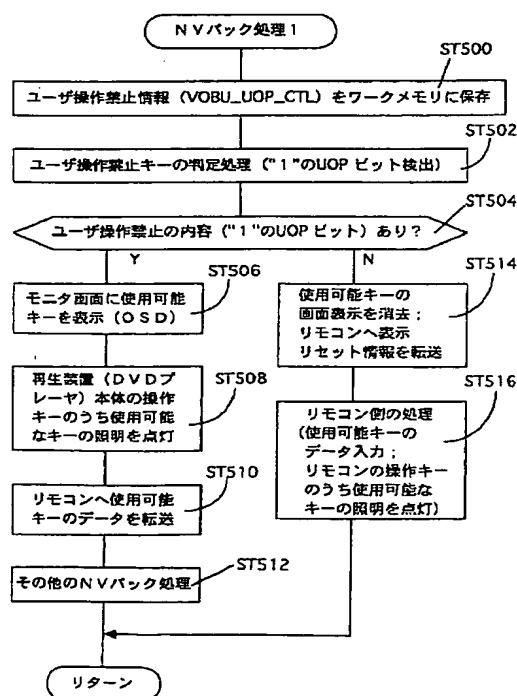 NVパック処理1
ST500
ユーザ操作禁止情報(VOBU_UOP_CTL)をワークメモリに保存
ST502
ユーザ操作禁止キーの判定処理("1"のUOP ビット検出)
ST504
ユーザ操作禁止の内容("1"のUOP ビット)あり?
Y
N
ST506
モニタ画面に使用可能
キーを表示(OSD)
ST508
再生装置(DVDプ
レーヤ)本体の操作
キーのうち使用可能
なキーの照明を点灯
ST510
リモコンへ使用可能
キーのデータを転送
ST512
その他のNVパック処理
ST514
使用可能キーの
画面表示を消去;
リモコンへ表示
リセット情報を転送
ST516
リモコン側の処理
(使用可能キーの
データ入力;
リモコンの操作キー
のうち使用可能な
キーの照明を点灯)
リターン